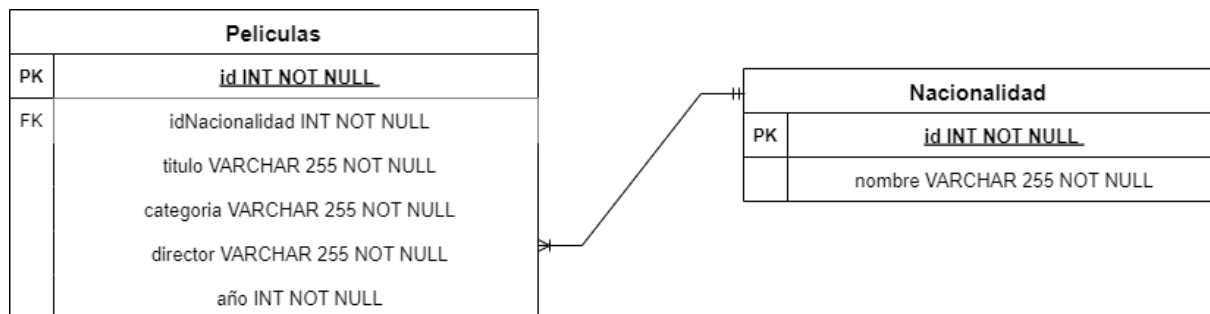 Peliculas
PK id INT NOT NULL
FK idNacionalidad INT NOT NULL
titulo VARCHAR 255 NOT NULL
categoria VARCHAR 255 NOT NULL
director VARCHAR 255 NOT NULL
año INT NOT NULL
Nacionalidad
PK id INT NOT NULL
nombre VARCHAR 255 NOT NULL